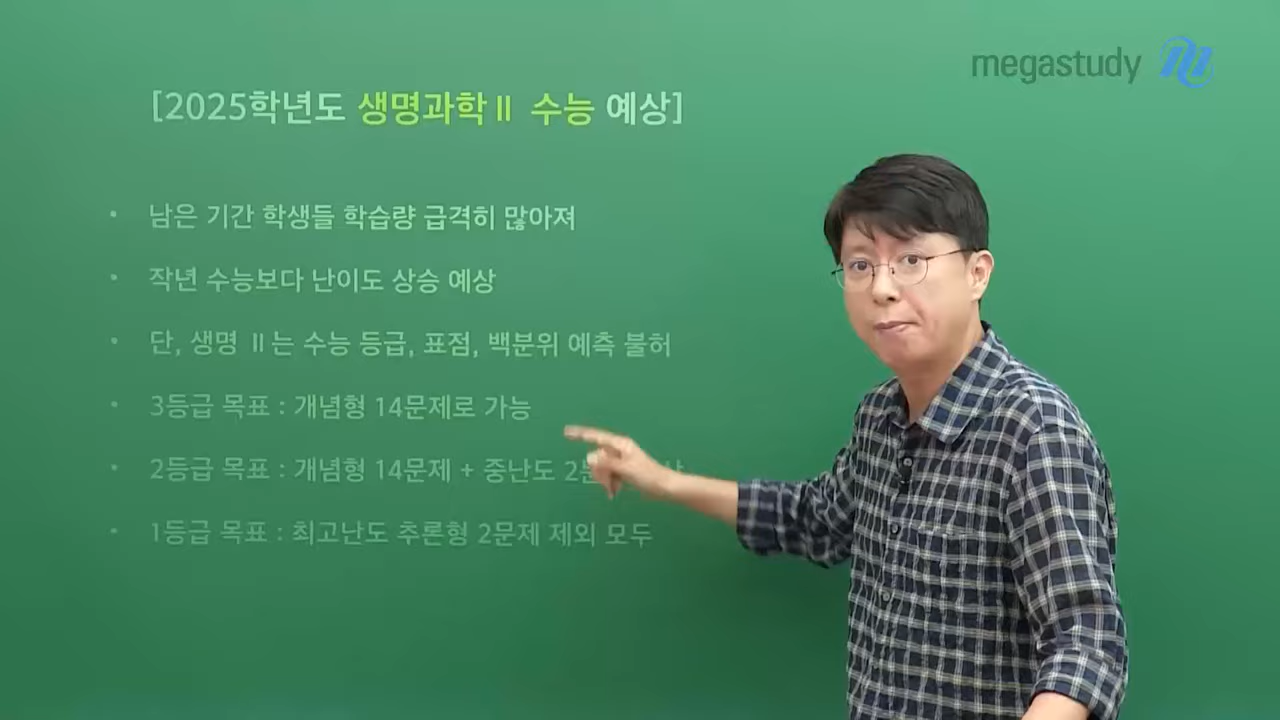 megastudy
[2025학년도 생명과학Ⅱ 수능 예상]
• 남은 기간 학생들 학습량 급격히 많아져
• 작년 수능보다 난이도 상승 예상
• 단, 생명 Ⅱ는 수능 등급, 표점, 백분위 예측 불허
• 3등급 목표 : 개념형 14문제로 가능
• 2등급 목표 : 개념형 14문제 + 중난도
• 1등급 목표 : 최고난도 추론형 2문제 제외 모두